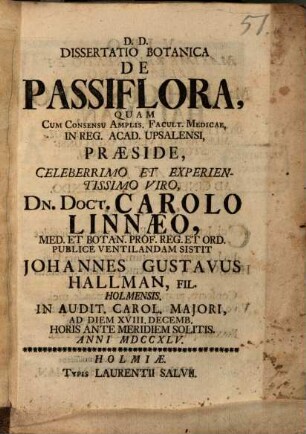 51.
D. D.
DISSERTATIO BOTANICA
DE
PASSIFLORA,
QUAM
CUM CONSENSU AMPLIS. FACULT. MEDICAE,
IN REG. ACAD. UPSALENSI,
PRÆSIDE,
CELEBERRIMO ET EXPERIEN-
TISSIMO VIRO,
DN. DOCT. CAROLO
LINNÆO,
MED. ET BOTAN. PROF. REG. ET ORD.
PUBLICE VENTILANDAM SISTIT
JOHANNES GUSTAVUS
HALLMAN, FIL.
HOLMENSIS.
IN AUDIT. CAROL. MAJORI,
AD DIEM XVIII. DECEMB.
HORIS ANTE MERIDIEM SOLITIS.
ANNI MDCCXLV.
HOLMIÆ.
TYPIS LAURENTII SALVII.